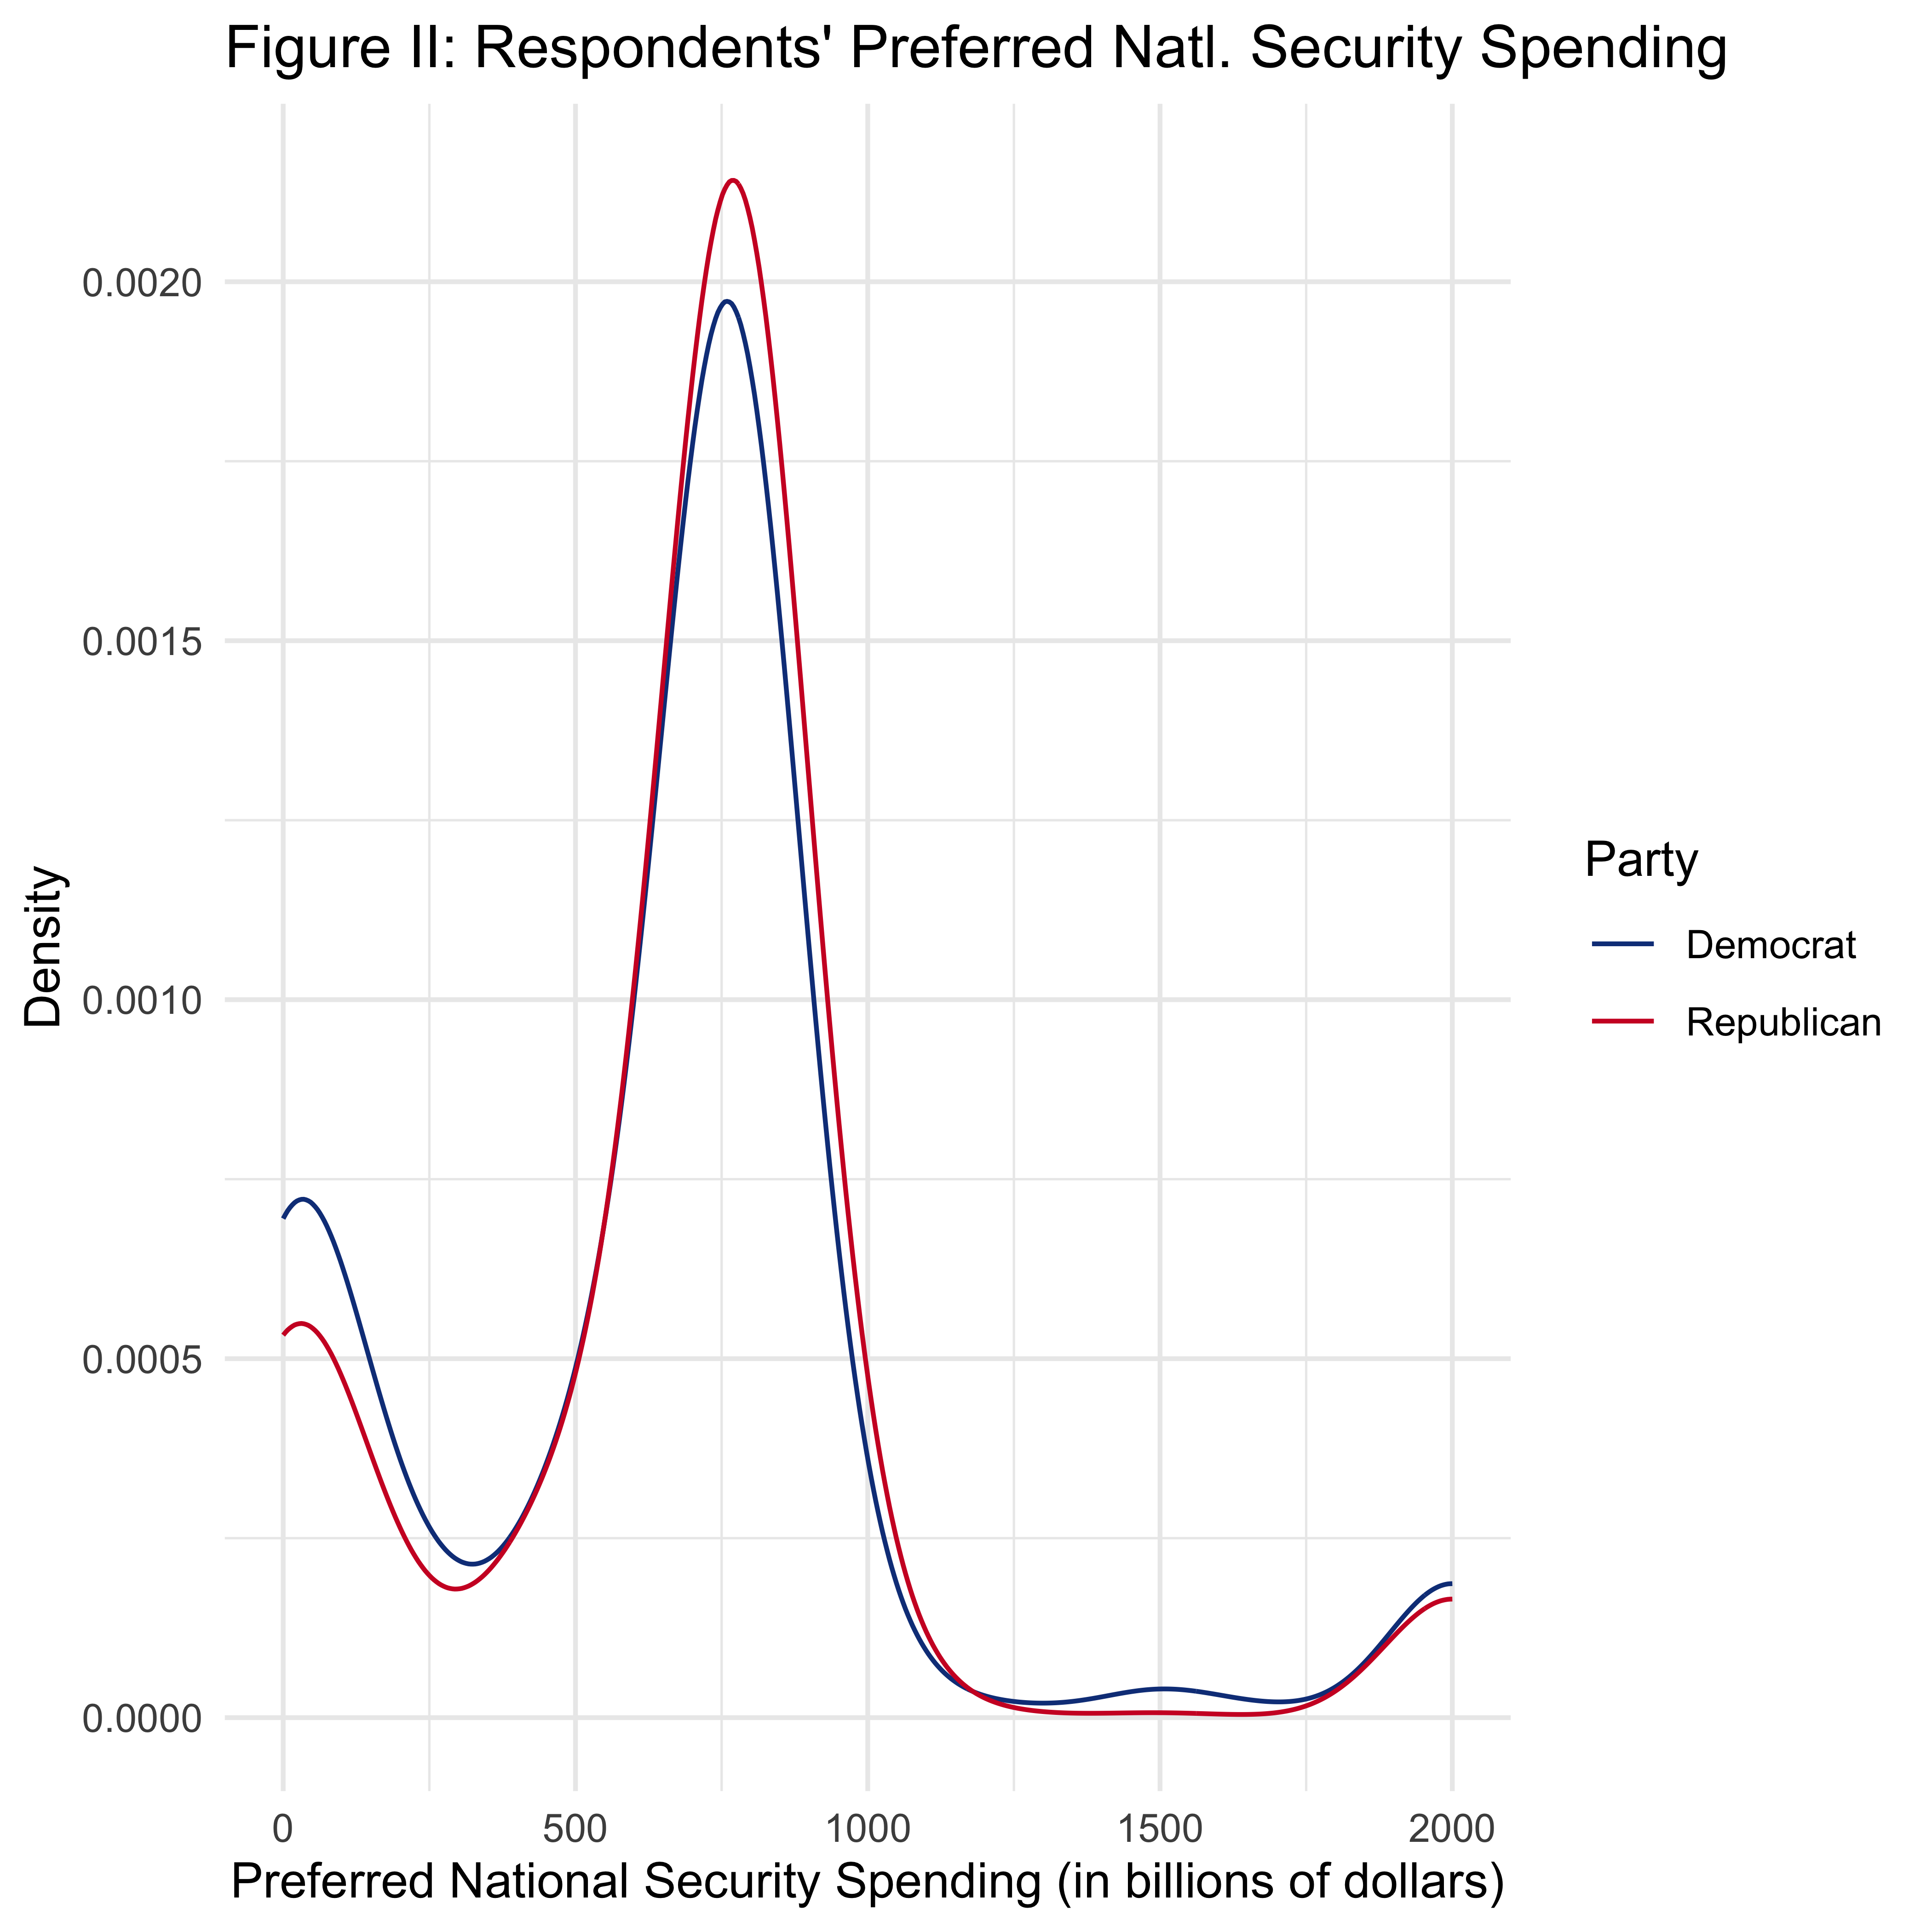 Figure II: Respondents' Preferred Natl. Security Spending
0.0020
0.0015
0.0010
0.0005
0.0000
Density
0
500
1000
1500
2000
Preferred National Security Spending (in billions of dollars)
Party
Democrat
Republican